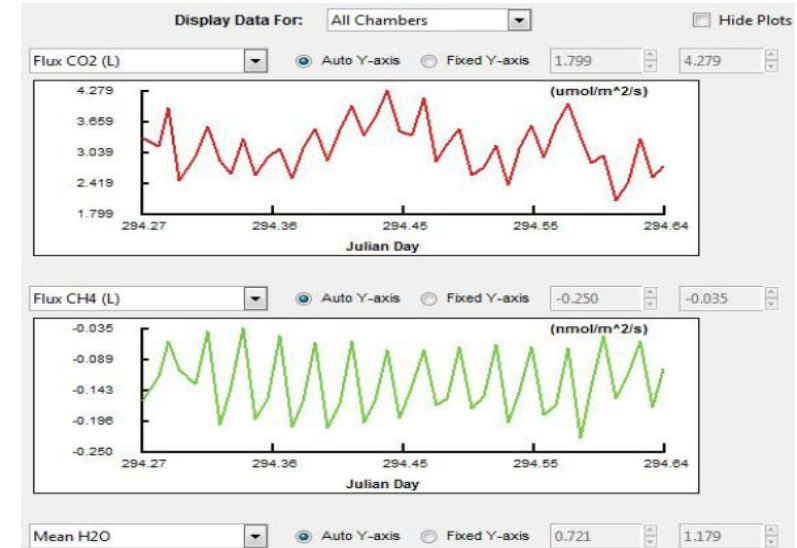 Display Data For: All Chambers Hide Plots
Flux CO2 (L) Auto Y-axis Fixed Y-axis 1.799 4.279
4.279 (umol/m^2/s)
3.659
3.039
2.419
1.799
294.27 294.36 294.45 294.55 294.64
Julian Day
Flux CH4 (L) Auto Y-axis Fixed Y-axis -0.250 -0.035
-0.035 (nmol/m^2/s)
-0.089
-0.143
-0.196
-0.250
294.27 294.36 294.45 294.55 294.64
Julian Day
Mean H2O Auto Y-axis Fixed Y-axis 0.721 1.179